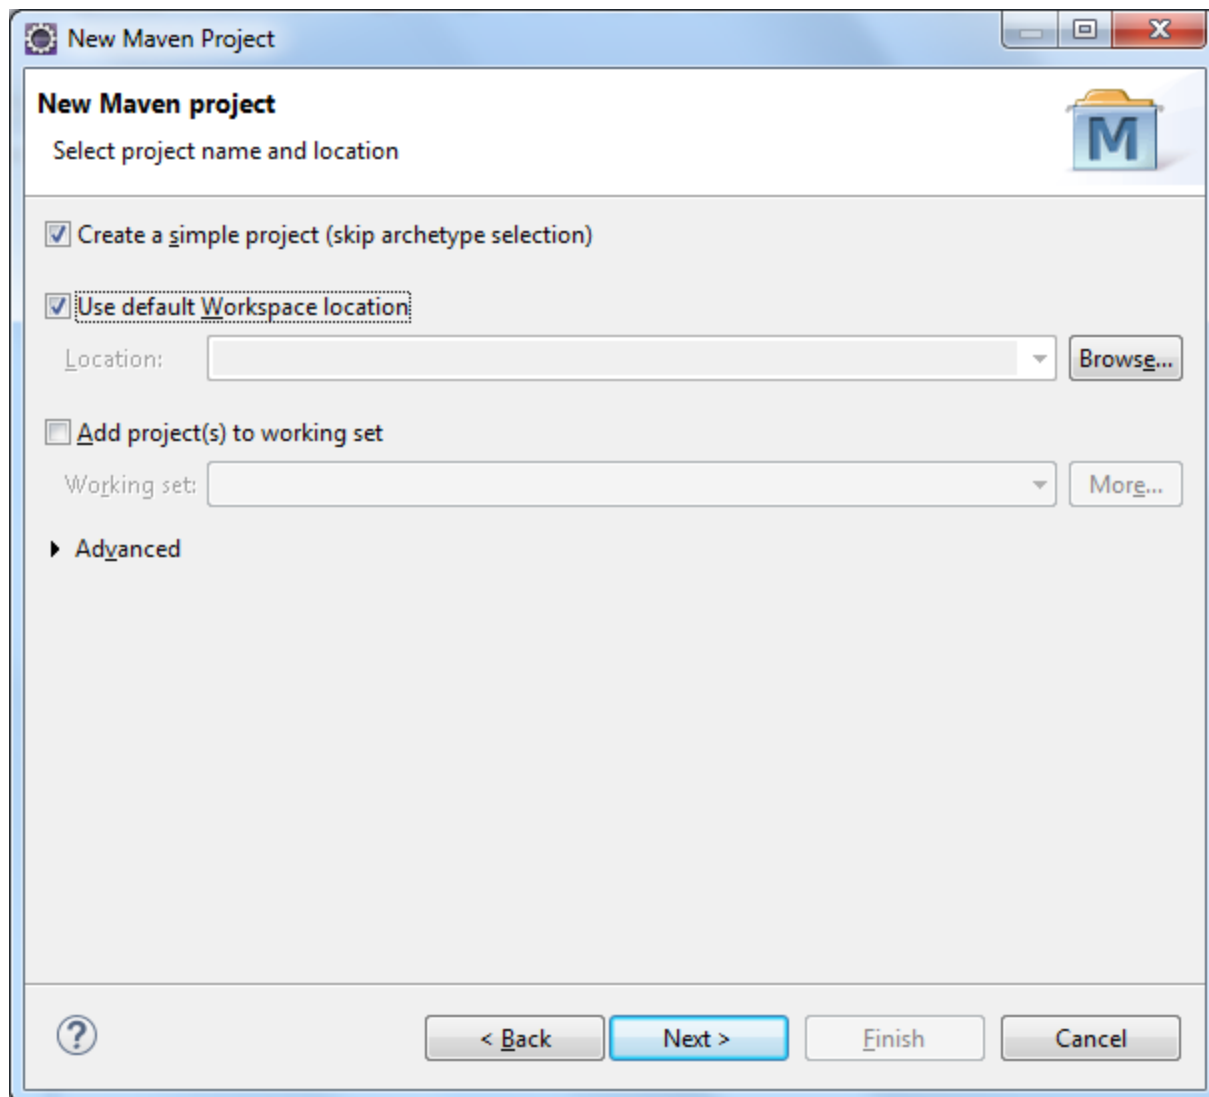 New Maven Project
New Maven project
M
Select project name and location
Create a simple project (skip archetype selection)
Use default Workspace location
Location:
Browse...
Add project(s) to working set
Working set:
More...
Advanced
?
< Back
Next >
Finish
Cancel